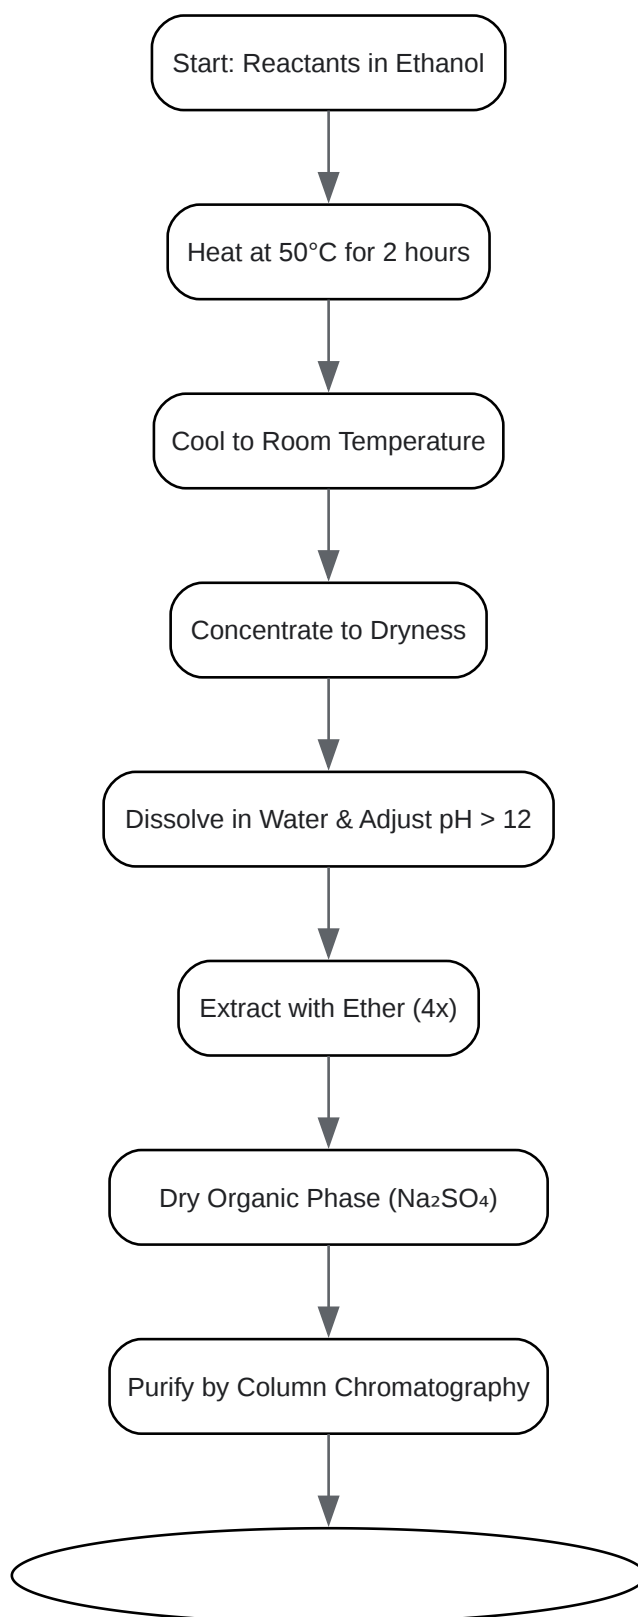 Start: Reactants in Ethanol
Heat at 50°C for 2 hours
Cool to Room Temperature
Concentrate to Dryness
Dissolve in Water & Adjust pH > 12
Extract with Ether (4x)
Dry Organic Phase (Na₂SO₄)
Purify by Column Chromatography